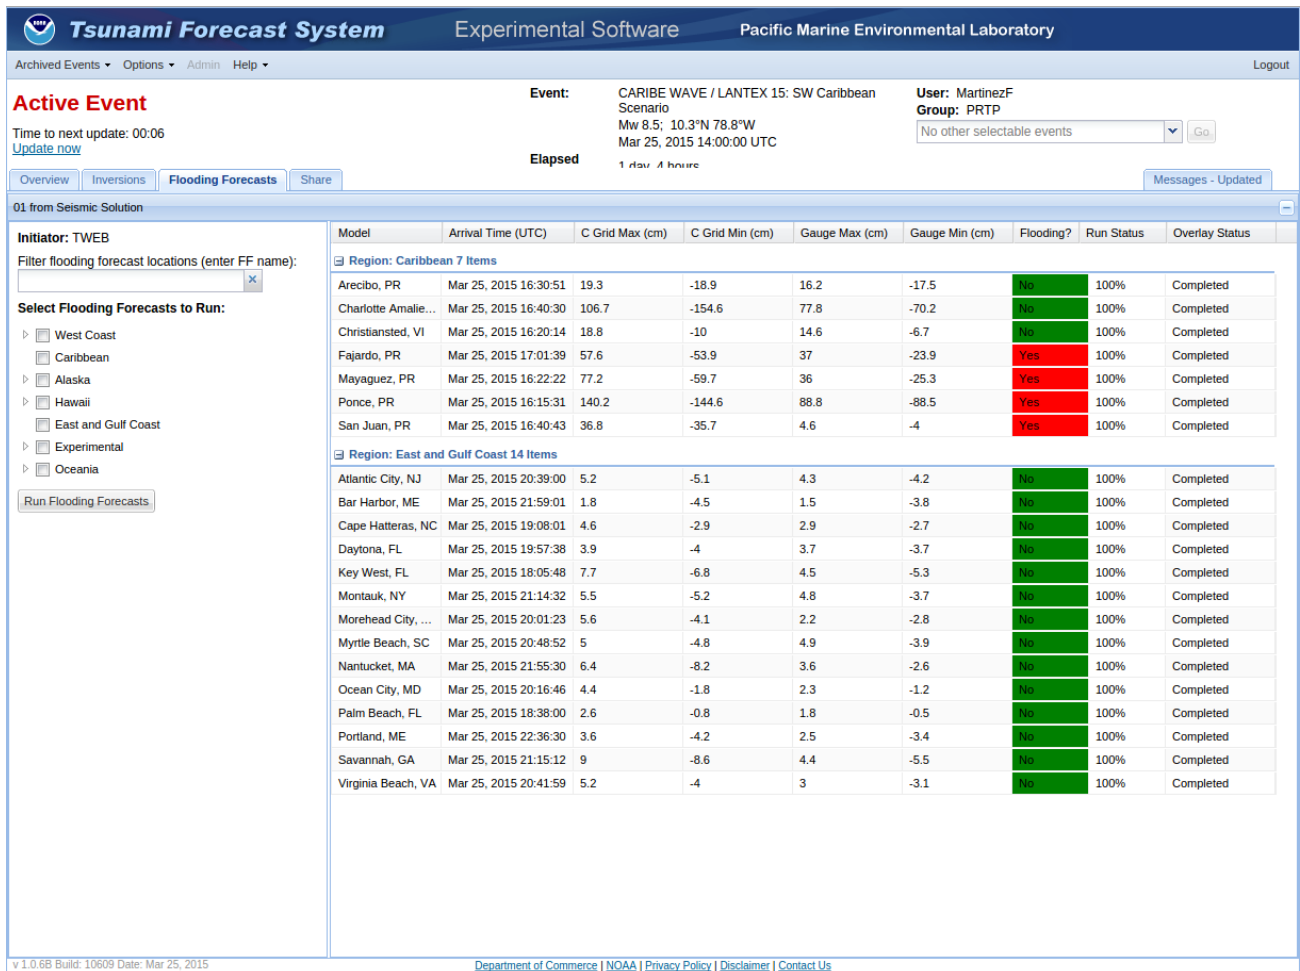 Tsunami Forecast System Experimental Software Pacific Marine Environmental Laboratory
Archived Events Options Admin Help Logout
Active Event
Time to next update: 00:06
Update now
Event: CARIBE WAVE / LANTEX 15: SW Caribbean
Scenario
Mw 8.5; 10.3°N 78.8°W
Mar 25, 2015 14:00:00 UTC
Elapsed 1 day, 4 hours
User: MartinezF
Group: PRTP
No other selectable events Go
Overview Inversions Flooding Forecasts Share Messages - Updated
01 from Seismic Solution
Initiator: TWEB
Filter flooding forecast locations (enter FF name):
Select Flooding Forecasts to Run:
West Coast
Caribbean
Alaska
Hawaii
East and Gulf Coast
Experimental
Oceania
Run Flooding Forecasts
Model Arrival Time (UTC) C Grid Max (cm) C Grid Min (cm) Gauge Max (cm) Gauge Min (cm) Flooding? Run Status Overlay Status
Region: Caribbean 7 Items
Arecibo, PR Mar 25, 2015 16:30:51 19.3 -18.9 16.2 -17.5 No 100% Completed
Charlotte Amalie... Mar 25, 2015 16:40:30 106.7 -154.6 77.8 -70.2 No 100% Completed
Christiansted, VI Mar 25, 2015 16:20:14 18.8 -10 14.6 -6.7 No 100% Completed
Fajardo, PR Mar 25, 2015 17:01:39 57.6 -53.9 37 -23.9 Yes 100% Completed
Mayaguez, PR Mar 25, 2015 16:22:22 77.2 -59.7 36 -25.3 Yes 100% Completed
Ponce, PR Mar 25, 2015 16:15:31 140.2 -144.6 88.8 -88.5 Yes 100% Completed
San Juan, PR Mar 25, 2015 16:40:43 36.8 -35.7 4.6 -4 Yes 100% Completed
Region: East and Gulf Coast 14 Items
Atlantic City, NJ Mar 25, 2015 20:39:00 5.2 -5.1 4.3 -4.2 No 100% Completed
Bar Harbor, ME Mar 25, 2015 21:59:01 1.8 -4.5 1.5 -3.8 No 100% Completed
Cape Hatteras, NC Mar 25, 2015 19:08:01 4.6 -2.9 2.9 -2.7 No 100% Completed
Daytona, FL Mar 25, 2015 19:57:38 3.9 -4 3.7 -3.7 No 100% Completed
Key West, FL Mar 25, 2015 18:05:48 7.7 -6.8 4.5 -5.3 No 100% Completed
Montauk, NY Mar 25, 2015 21:14:32 5.5 -5.2 4.8 -3.7 No 100% Completed
Morehead City, ... Mar 25, 2015 20:01:23 5.6 -4.1 2.2 -2.8 No 100% Completed
Myrtle Beach, SC Mar 25, 2015 20:48:52 5 -4.8 4.9 -3.9 No 100% Completed
Nantucket, MA Mar 25, 2015 21:55:30 6.4 -8.2 3.6 -2.6 No 100% Completed
Ocean City, MD Mar 25, 2015 20:16:46 4.4 -1.8 2.3 -1.2 No 100% Completed
Palm Beach, FL Mar 25, 2015 18:38:00 2.6 -0.8 1.8 -0.5 No 100% Completed
Portland, ME Mar 25, 2015 22:36:30 3.6 -4.2 2.5 -3.4 No 100% Completed
Savannah, GA Mar 25, 2015 21:15:12 9 -8.6 4.4 -5.5 No 100% Completed
Virginia Beach, VA Mar 25, 2015 20:41:59 5.2 -4 3 -3.1 No 100% Completed
v 1.0.6B Build: 10609 Date: Mar 25, 2015
Department of Commerce | NOAA | Privacy Policy | Disclaimer | Contact Us